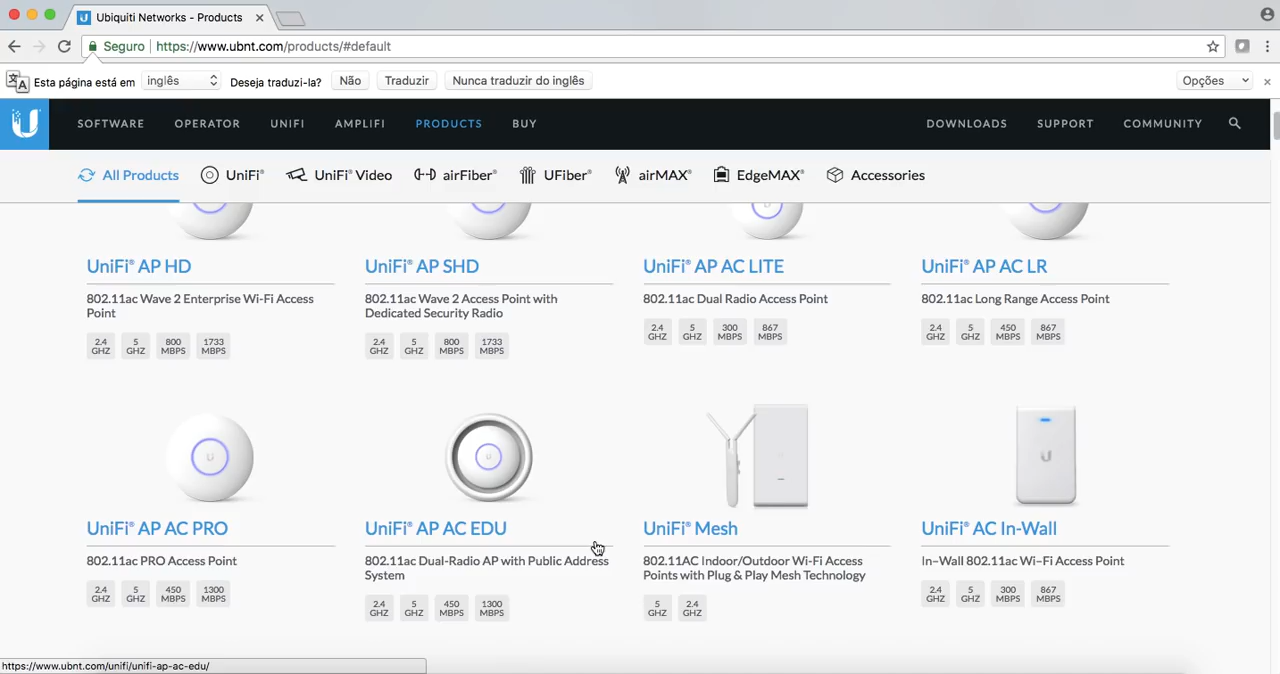 Ubiquiti Networks - Products
Seguro https://www.ubnt.com/products/#default
Esta página está em inglês Deseja traduzi-la? Não Traduzir Nunca traduzir do inglês Opções
SOFTWARE OPERATOR UNIFI AMPLIFI PRODUCTS BUY DOWNLOADS SUPPORT COMMUNITY
All Products UniFi® UniFi® Video airFiber® UFiber® airMAX® EdgeMAX® Accessories
UniFi® AP HD
802.11ac Wave 2 Enterprise Wi-Fi Access
Point
2.4 GHZ 5 GHZ 800 MBPS 1733 MBPS
UniFi® AP SHD
802.11ac Wave 2 Access Point with
Dedicated Security Radio
2.4 GHZ 5 GHZ 800 MBPS 1733 MBPS
UniFi® AP AC LITE
802.11ac Dual Radio Access Point
2.4 GHZ 5 GHZ 300 MBPS 867 MBPS
UniFi® AP AC LR
802.11ac Long Range Access Point
2.4 GHZ 5 GHZ 450 MBPS 867 MBPS
UniFi® AP AC PRO
802.11ac PRO Access Point
2.4 GHZ 5 GHZ 450 MBPS 1300 MBPS
UniFi® AP AC EDU
802.11ac Dual-Radio AP with Public Address
System
2.4 GHZ 5 GHZ 450 MBPS 1300 MBPS
UniFi® Mesh
802.11AC Indoor/Outdoor Wi-Fi Access
Points with Plug & Play Mesh Technology
5 GHZ 2.4 GHZ
UniFi® AC In-Wall
In–Wall 802.11ac Wi–Fi Access Point
2.4 GHZ 5 GHZ 300 MBPS 867 MBPS
https://www.ubnt.com/unifi/unifi-ap-ac-edu/